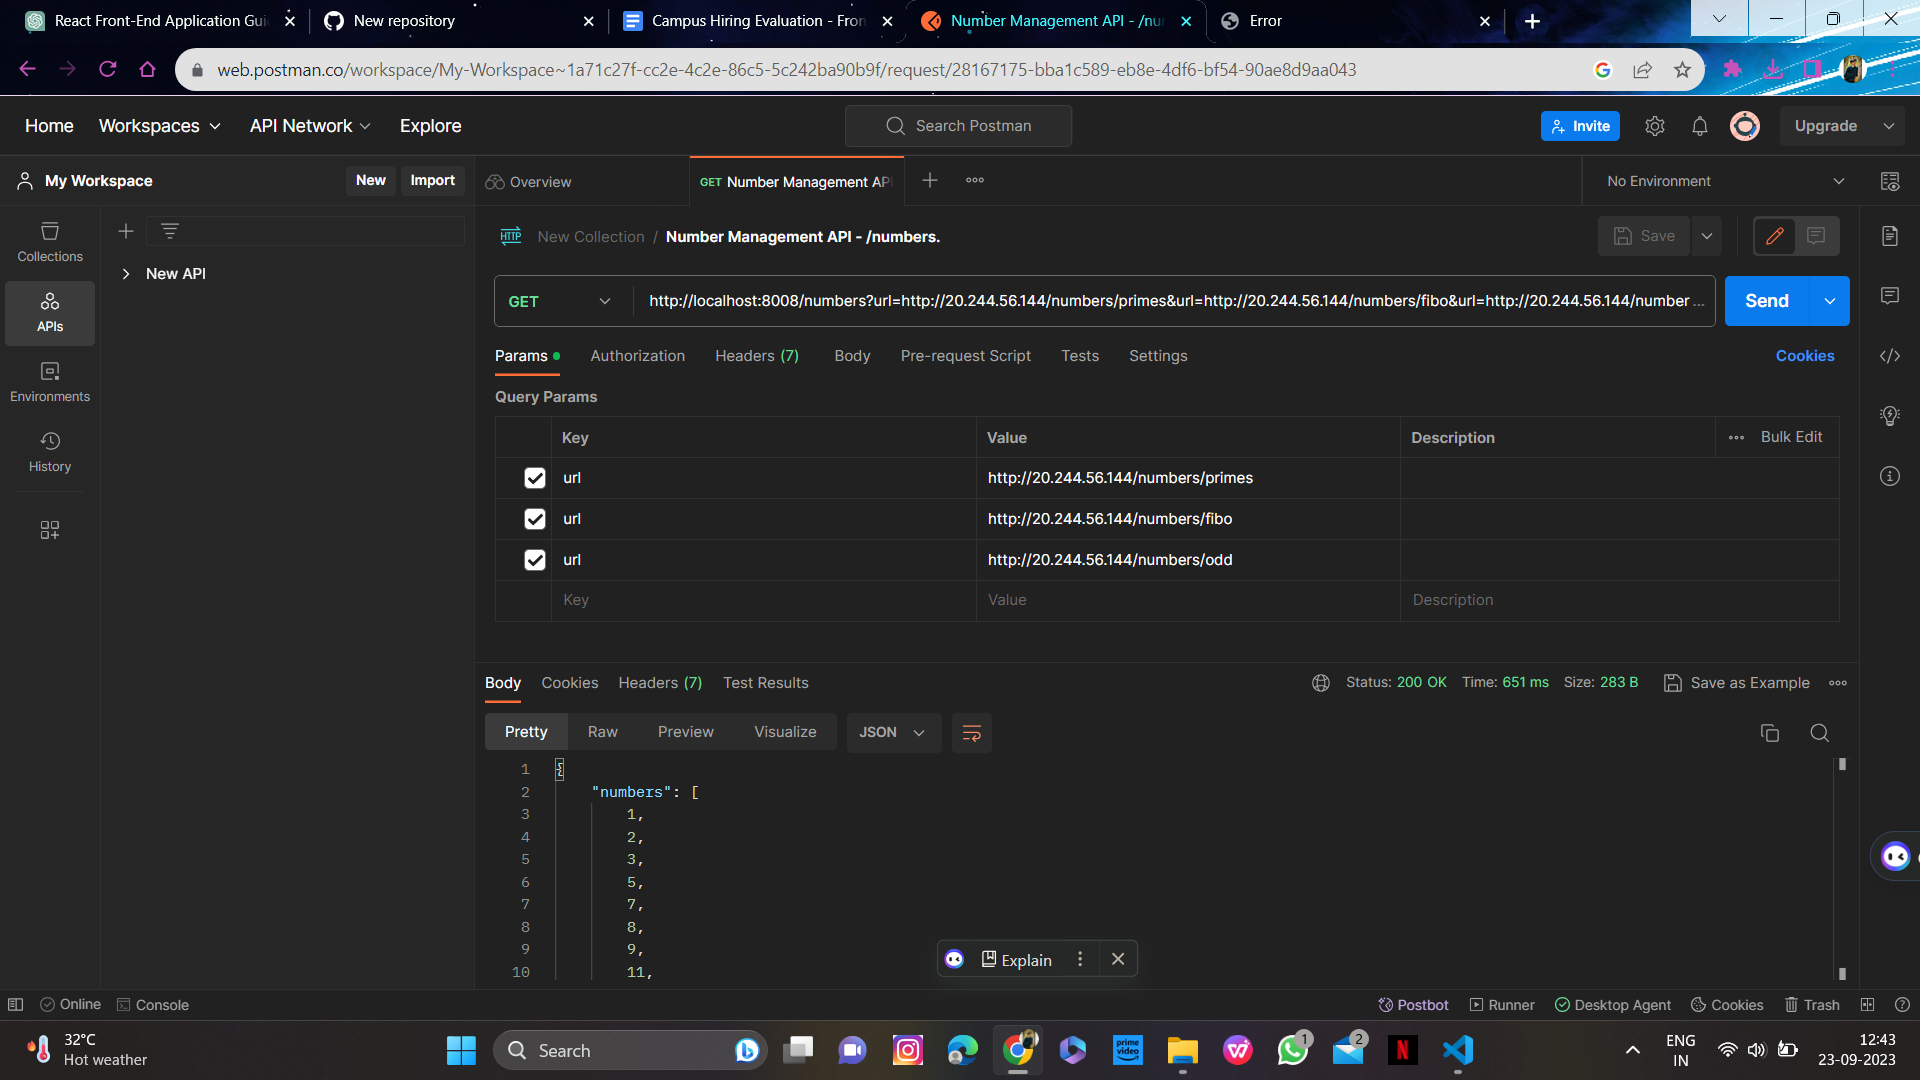 React Front-End Application Gui
New repository
Campus Hiring Evaluation - Fron
Number Management API - /nu
Error
web.postman.co/workspace/My-Workspace~1a71c27f-cc2e-4c2e-86c5-5c242ba90b9f/request/28167175-bba1c589-eb8e-4df6-bf54-90ae8d9aa043
Home
Workspaces
API Network
Explore
Search Postman
Invite
Upgrade
My Workspace
New
Import
Overview
GET Number Management API
No Environment
Collections
APIs
Environments
History
New API
HTTP
New Collection / Number Management API - /numbers.
Save
GET
http://localhost:8008/numbers?url=http://20.244.56.144/numbers/primes&url=http://20.244.56.144/numbers/fibo&url=http://20.244.56.144/number ...
Send
Params
Authorization
Headers (7)
Body
Pre-request Script
Tests
Settings
Cookies
Query Params
Key
Value
Description
Bulk Edit
url
http://20.244.56.144/numbers/primes
url
http://20.244.56.144/numbers/fibo
url
http://20.244.56.144/numbers/odd
Key
Value
Description
Body
Cookies
Headers (7)
Test Results
Status: 200 OK
Time: 651 ms
Size: 283 B
Save as Example
Pretty
Raw
Preview
Visualize
JSON
1 {
2 "numbers": [
3 1,
4 2,
5 3,
6 5,
7 7,
8 8,
9 9,
10 11,
Explain
Online
Console
Postbot
Runner
Desktop Agent
Cookies
Trash
32°C
Hot weather
Search
prime video
1
2
ENG
IN
12:43
23-09-2023